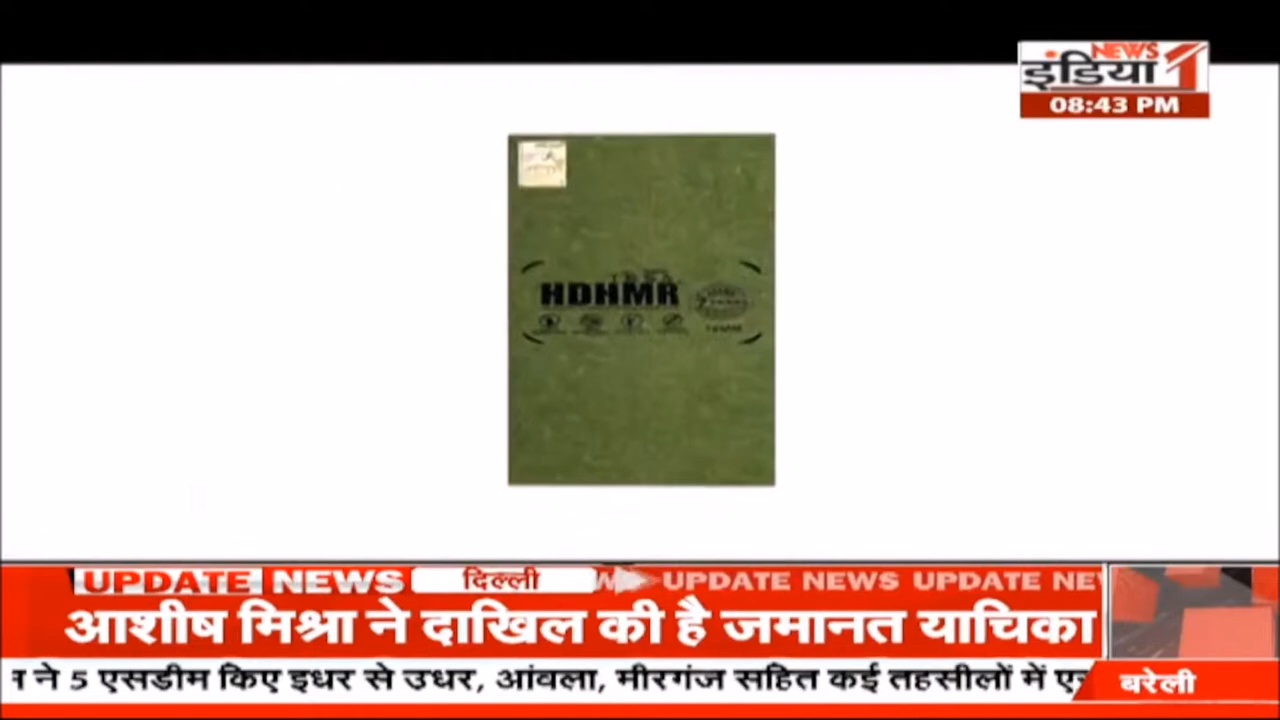 NEWS
इंडिया 1
08:43 PM
HDHMR
UPDATE NEWS दिल्ली UPDATE NEWS UPDATE NEW
आशीष मिश्रा ने दाखिल की है जमानत याचिका
ने 5 एसडीम किए इधर से उधर, आंवला, मीरगंज सहित कई तहसीलों में
बरेली